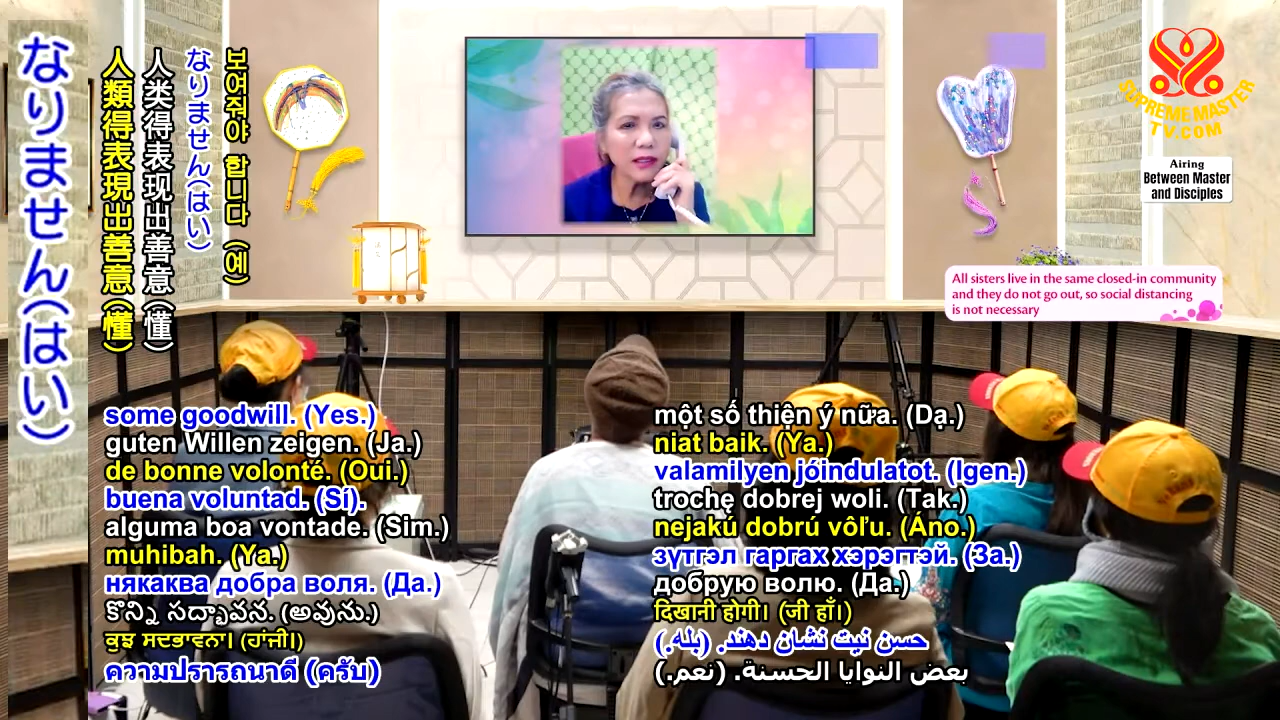 なりません(はい)
人類得表現出善意(懂)
人类得表现出善意(懂)
なりません(はい)
보여줘야 합니다 (네)
SUPREME MASTER
TV.COM
Airing
Between Master
and Disciples
All sisters live in the same closed-in community
and they do not go out, so social distancing
is not necessary
some goodwill. (Yes.)
guten Willen zeigen. (Ja.)
de bonne volonté. (Oui.)
buena voluntad. (Sí).
alguma boa vontade. (Sim.)
muhibah. (Ya.)
някаква добра воля. (Да.)
కొన్ని సద్భావన. (అవును.)
ਕੁਝ ਸਦਭਾਵਨਾ। (ਹਾਂਜੀ।)
ความปรารถนาดี (ครับ)
một số thiện ý nữa. (Dạ.)
niat baik. (Ya.)
valamilyen jóindulatot. (Igen.)
trochę dobrej woli. (Tak.)
nejakú dobrú vôľu. (Áno.)
зүтгэл гаргах хэрэгтэй. (За.)
добрую волю. (Да.)
दिखानी होगी। (जी हाँ।)
حسن نیت نشان دهند. (بله.)
بعض النوايا الحسنة. (نعم.)